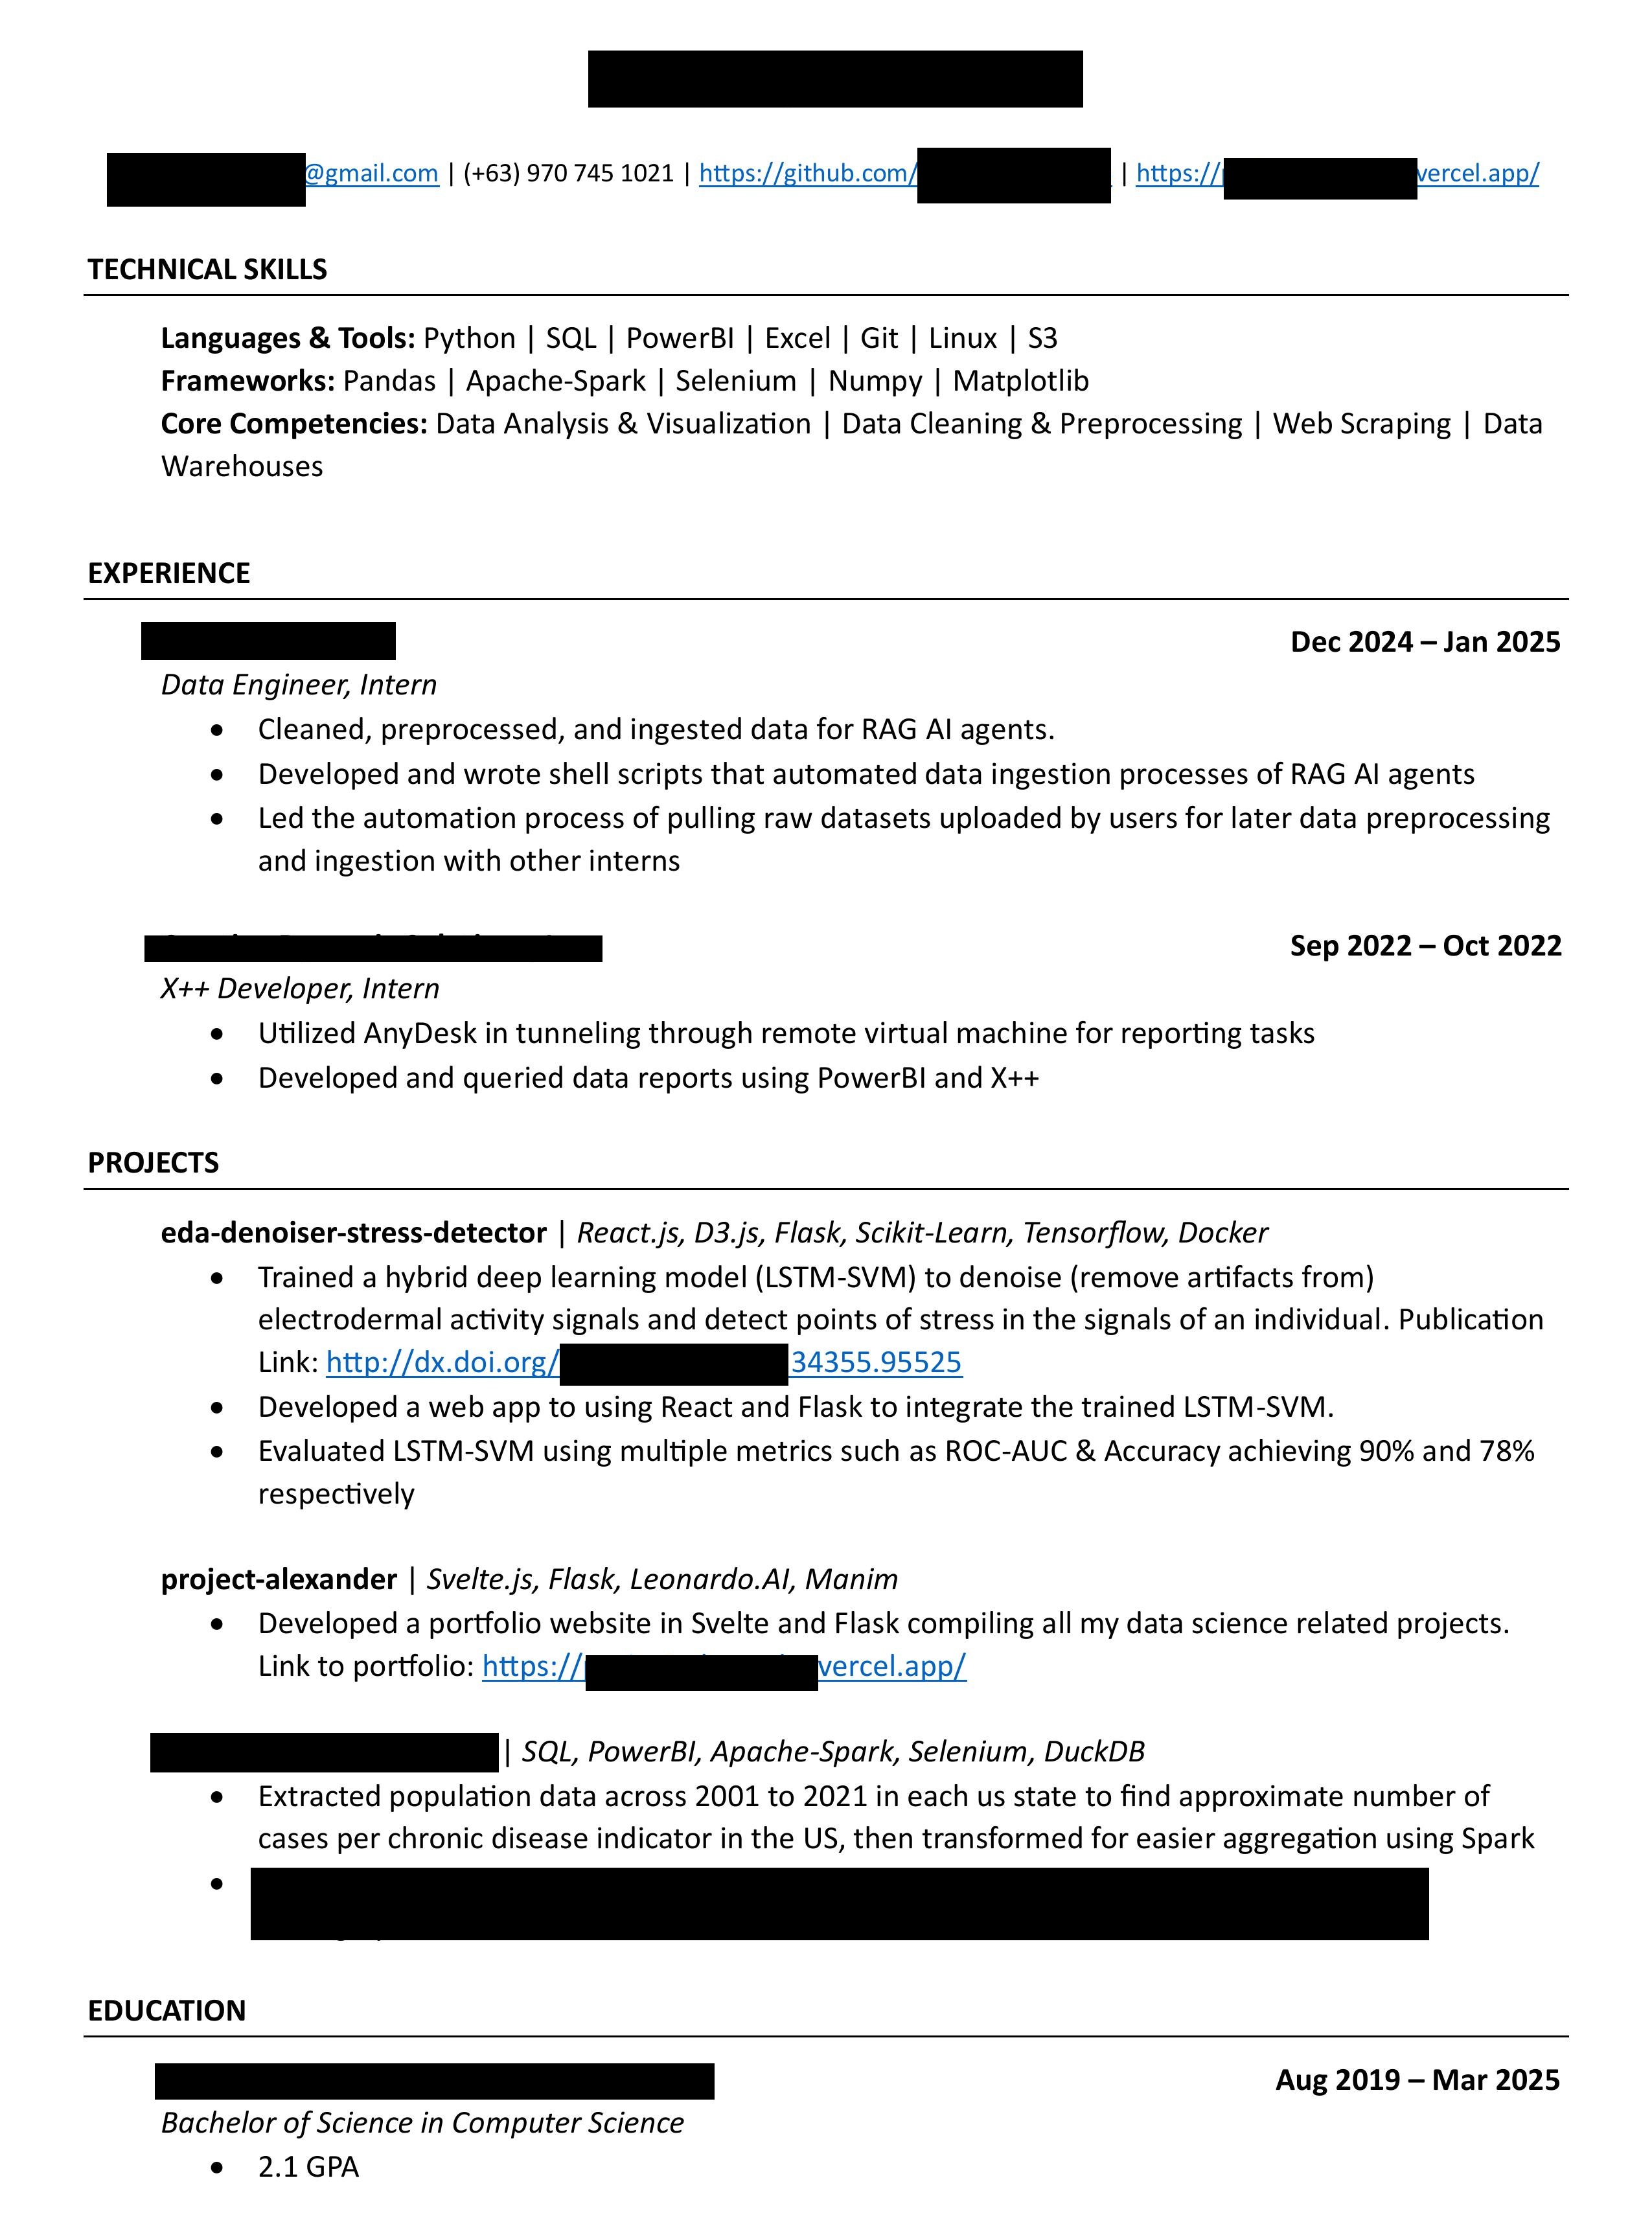 @gmail.com | (+63) 970 745 1021 | https://github.com/ | https:// vercel.app/
TECHNICAL SKILLS
Languages & Tools: Python | SQL | PowerBI | Excel | Git | Linux | S3
Frameworks: Pandas | Apache-Spark | Selenium | Numpy | Matplotlib
Core Competencies: Data Analysis & Visualization | Data Cleaning & Preprocessing | Web Scraping | Data
Warehouses
EXPERIENCE
Dec 2024 – Jan 2025
Data Engineer, Intern
• Cleaned, preprocessed, and ingested data for RAG AI agents.
• Developed and wrote shell scripts that automated data ingestion processes of RAG AI agents
• Led the automation process of pulling raw datasets uploaded by users for later data preprocessing
and ingestion with other interns
Sep 2022 – Oct 2022
X++ Developer, Intern
• Utilized AnyDesk in tunneling through remote virtual machine for reporting tasks
• Developed and queried data reports using PowerBI and X++
PROJECTS
eda-denoiser-stress-detector | React.js, D3.js, Flask, Scikit-Learn, Tensorflow, Docker
• Trained a hybrid deep learning model (LSTM-SVM) to denoise (remove artifacts from)
electrodermal activity signals and detect points of stress in the signals of an individual. Publication
Link: http://dx.doi.org/ 34355.95525
• Developed a web app to using React and Flask to integrate the trained LSTM-SVM.
• Evaluated LSTM-SVM using multiple metrics such as ROC-AUC & Accuracy achieving 90% and 78%
respectively
project-alexander | Svelte.js, Flask, Leonardo.AI, Manim
• Developed a portfolio website in Svelte and Flask compiling all my data science related projects.
Link to portfolio: https:// vercel.app/
| SQL, PowerBI, Apache-Spark, Selenium, DuckDB
• Extracted population data across 2001 to 2021 in each us state to find approximate number of
cases per chronic disease indicator in the US, then transformed for easier aggregation using Spark
•
EDUCATION
Aug 2019 – Mar 2025
Bachelor of Science in Computer Science
• 2.1 GPA